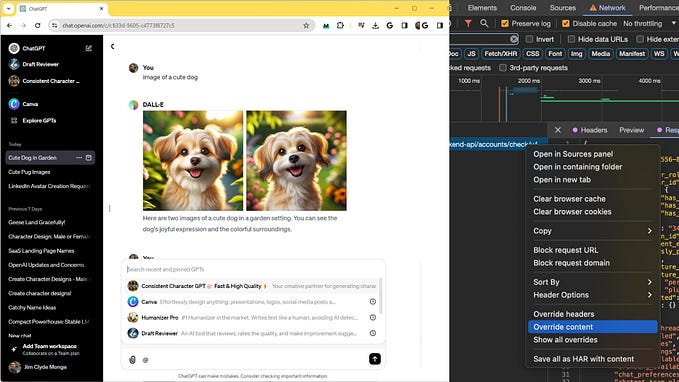 ChatGPT
chat.openai.com/c/
ChatGPT
Draft Reviewer
Consistent Character ...
Canva
Explore GPTs
Today
Cute Dog in Garden
Cute Pug Images
LinkedIn Avatar Creation Request
Previous 7 Days
Geese Land Gracefully!
Character Design: Male or Female
SaaS Landing Page Names
OpenAI Updates and Concerns
Create Character Designs - Male
Create character designs!
Catchy Name Ideas
Compact Powerhouse: Stable
New chat
Add Team workspace
Collaborate on a Team plan
Jim Clyde Monge
You
image of a cute dog
DALL·E
Here are two images of a cute dog in a garden setting. You can see the
dog's joyful expression and the colorful surroundings.
You
Search recent and pinned GPTs
Consistent Character GPT 👉🏼 Fast & High Quality⚡ Your creative partner for generating
Canva Effortlessly design anything: presentations, logos, social media posts a...
Humanizer Pro #1 Humanizer in the market. Writes text like a human, avoiding AI detec...
Draft Reviewer An AI tool that reviews, rates the quality, and make improvement sugge...
@
ChatGPT can make mistakes. Consider checking important information.
Elements Console Sources Network Performance
Preserve log Disable cache No throttling
Invert Hide data URLs Hide extension
Doc JS Fetch/XHR CSS Font Img Media Manifest WS
requests 3rd-party requests
1000 ms 2000 ms 3000 ms 4000
Headers Preview
kend-api/accounts/check/
Open in Sources panel
Open in containing folder
Open in new tab
Clear browser cache
Clear browser cookies
Copy
Block request URL
Block request domain
Sort By
Header Options
Override headers
Override content
Show all overrides
Save all as HAR with content